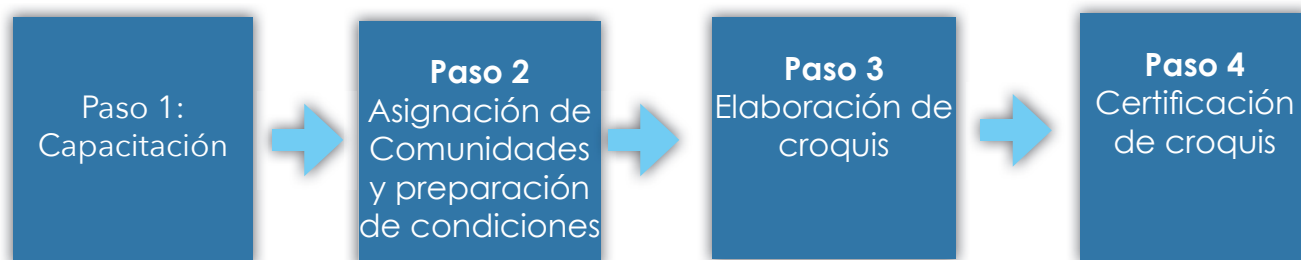 Paso 1:
Capacitación
Paso 2
Asignación de
Comunidades
y preparación
de condiciones
Paso 3
Elaboración de
croquis
Paso 4
Certificación
de croquis